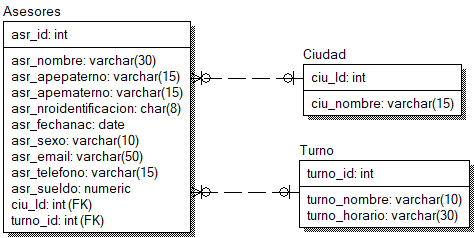 Asesores
asr_id: int
asr_nombre: varchar(30)
asr_apepaterno: varchar(15)
asr_apematerno: varchar(15)
asr_nroidentificacion: char(8)
asr_fechanac: date
asr_sexo: varchar(10)
asr_email: varchar(50)
asr_telefono: varchar(15)
asr_sueldo: numeric
ciu_Id: int (FK)
turno_id: int (FK)
Ciudad
ciu_Id: int
ciu_nombre: varchar(15)
Turno
turno_id: int
turno_nombre: varchar(10)
turno_horario: varchar(30)